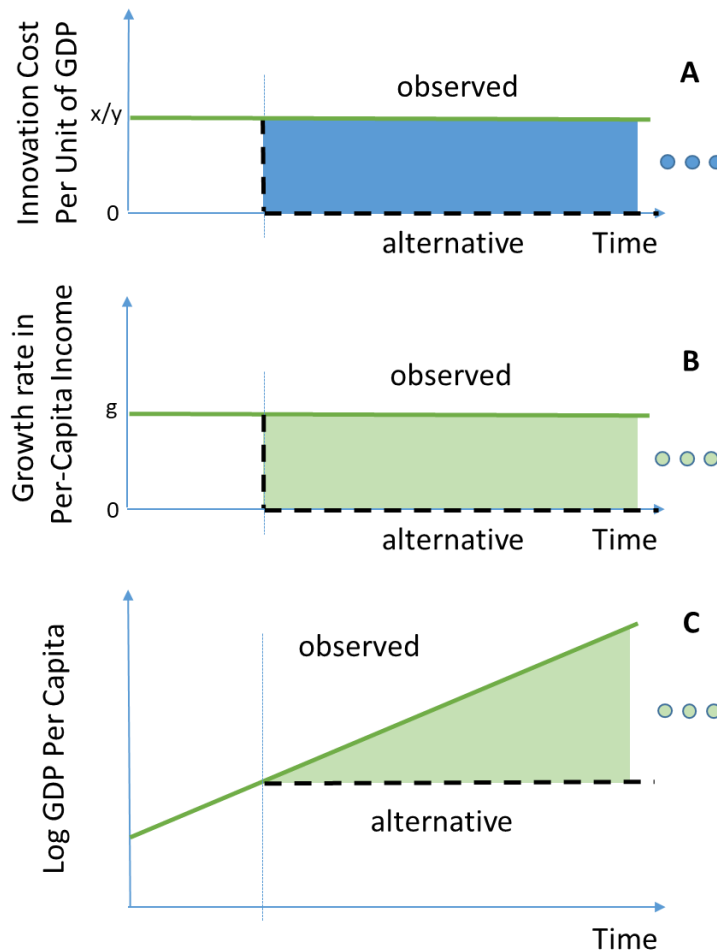 Innovation Cost
Per Unit of GDP
x/y
0
observed
A
alternative
Time
Growth rate in
Per-Capita Income
g
0
observed
B
alternative
Time
Log GDP Per Capita
observed
C
alternative
Time